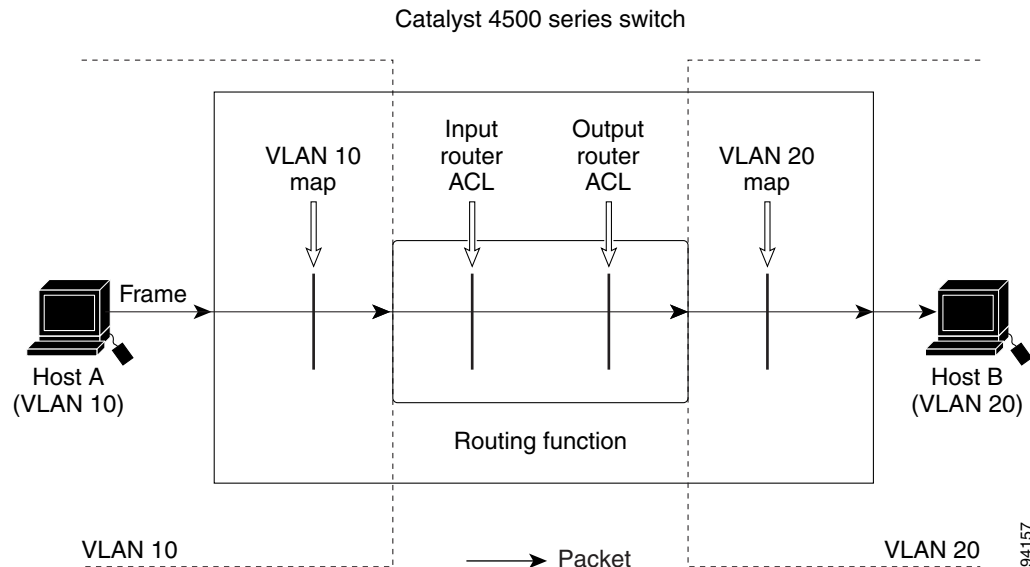 Catalyst 4500 series switch
VLAN 10
map
Input
router
ACL
Output
router
ACL
VLAN 20
map
Frame
Host A
(VLAN 10)
Host B
(VLAN 20)
Routing function
VLAN 10
Packet
VLAN 20
94157